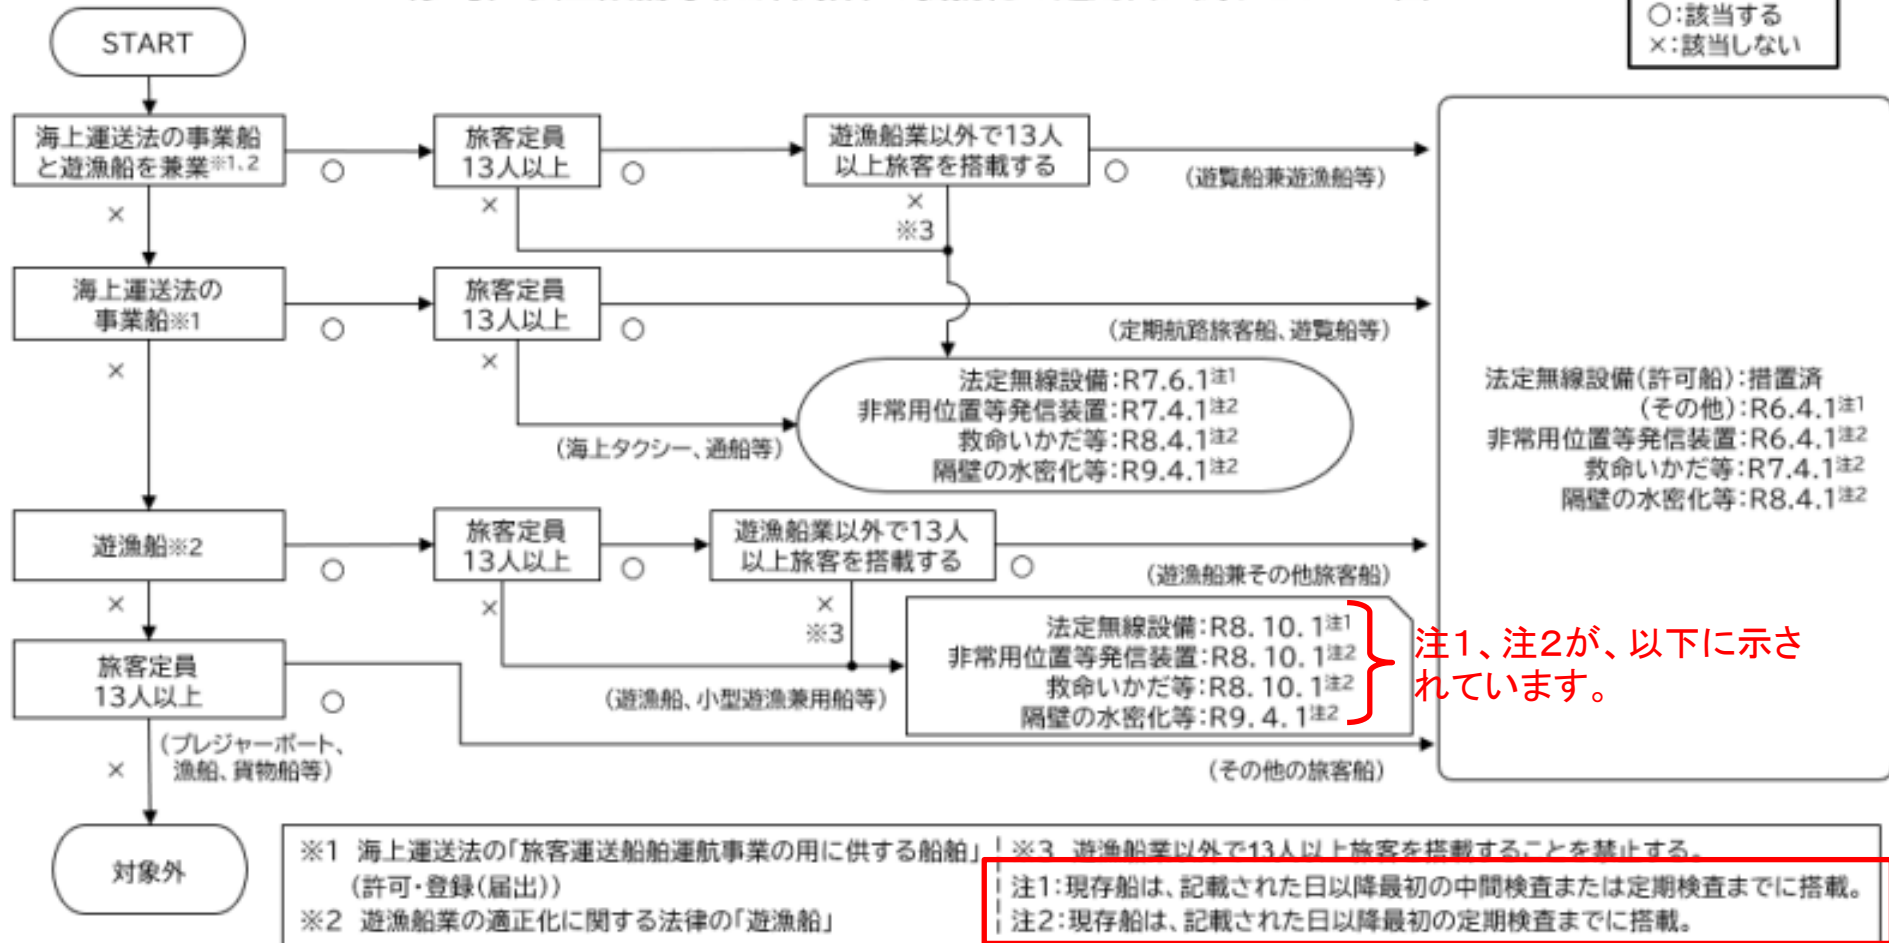 ○:該当する
×:該当しない
START
海上運送法の事業船
と遊漁船を兼業※1、2
○
旅客定員
13人以上
○
遊漁船業以外で13人
以上旅客を搭載する
○
(遊覧船兼遊漁船等)
×
×
×
※3
海上運送法の
事業船※1
○
旅客定員
13人以上
○
(定期航路旅客船、遊覧船等)
×
×
(海上タクシー、通船等)
法定無線設備:R7.6.1注1
非常用位置等発信装置:R7.4.1注2
救命いかだ等:R8.4.1注2
隔壁の水密化等:R9.4.1注2
法定無線設備(許可船):措置済
(その他):R6.4.1注1
非常用位置等発信装置:R6.4.1注2
救命いかだ等:R7.4.1注2
隔壁の水密化等:R8.4.1注2
遊漁船※2
○
旅客定員
13人以上
○
遊漁船業以外で13人
以上旅客を搭載する
○
(遊漁船兼その他旅客船)
×
×
×
※3
(遊漁船、小型遊漁兼用船等)
法定無線設備:R8.10.1注1
非常用位置等発信装置:R8.10.1注2
救命いかだ等:R8.10.1注2
隔壁の水密化等:R9.4.1注2
注1、注2が、以下に示さ
れています。
旅客定員
13人以上
○
(その他の旅客船)
×
(プレジャーボート、
漁船、貨物船等)
対象外
※1 海上運送法の「旅客運送船舶運航事業の用に供する船舶」
(許可・登録(届出))
※2 遊漁船業の適正化に関する法律の「遊漁船」
※3 遊漁船業以外で13人以上旅客を搭載することを禁止する。
注1:現存船は、記載された日以降最初の中間検査または定期検査までに搭載。
注2:現存船は、記載された日以降最初の定期検査までに搭載。